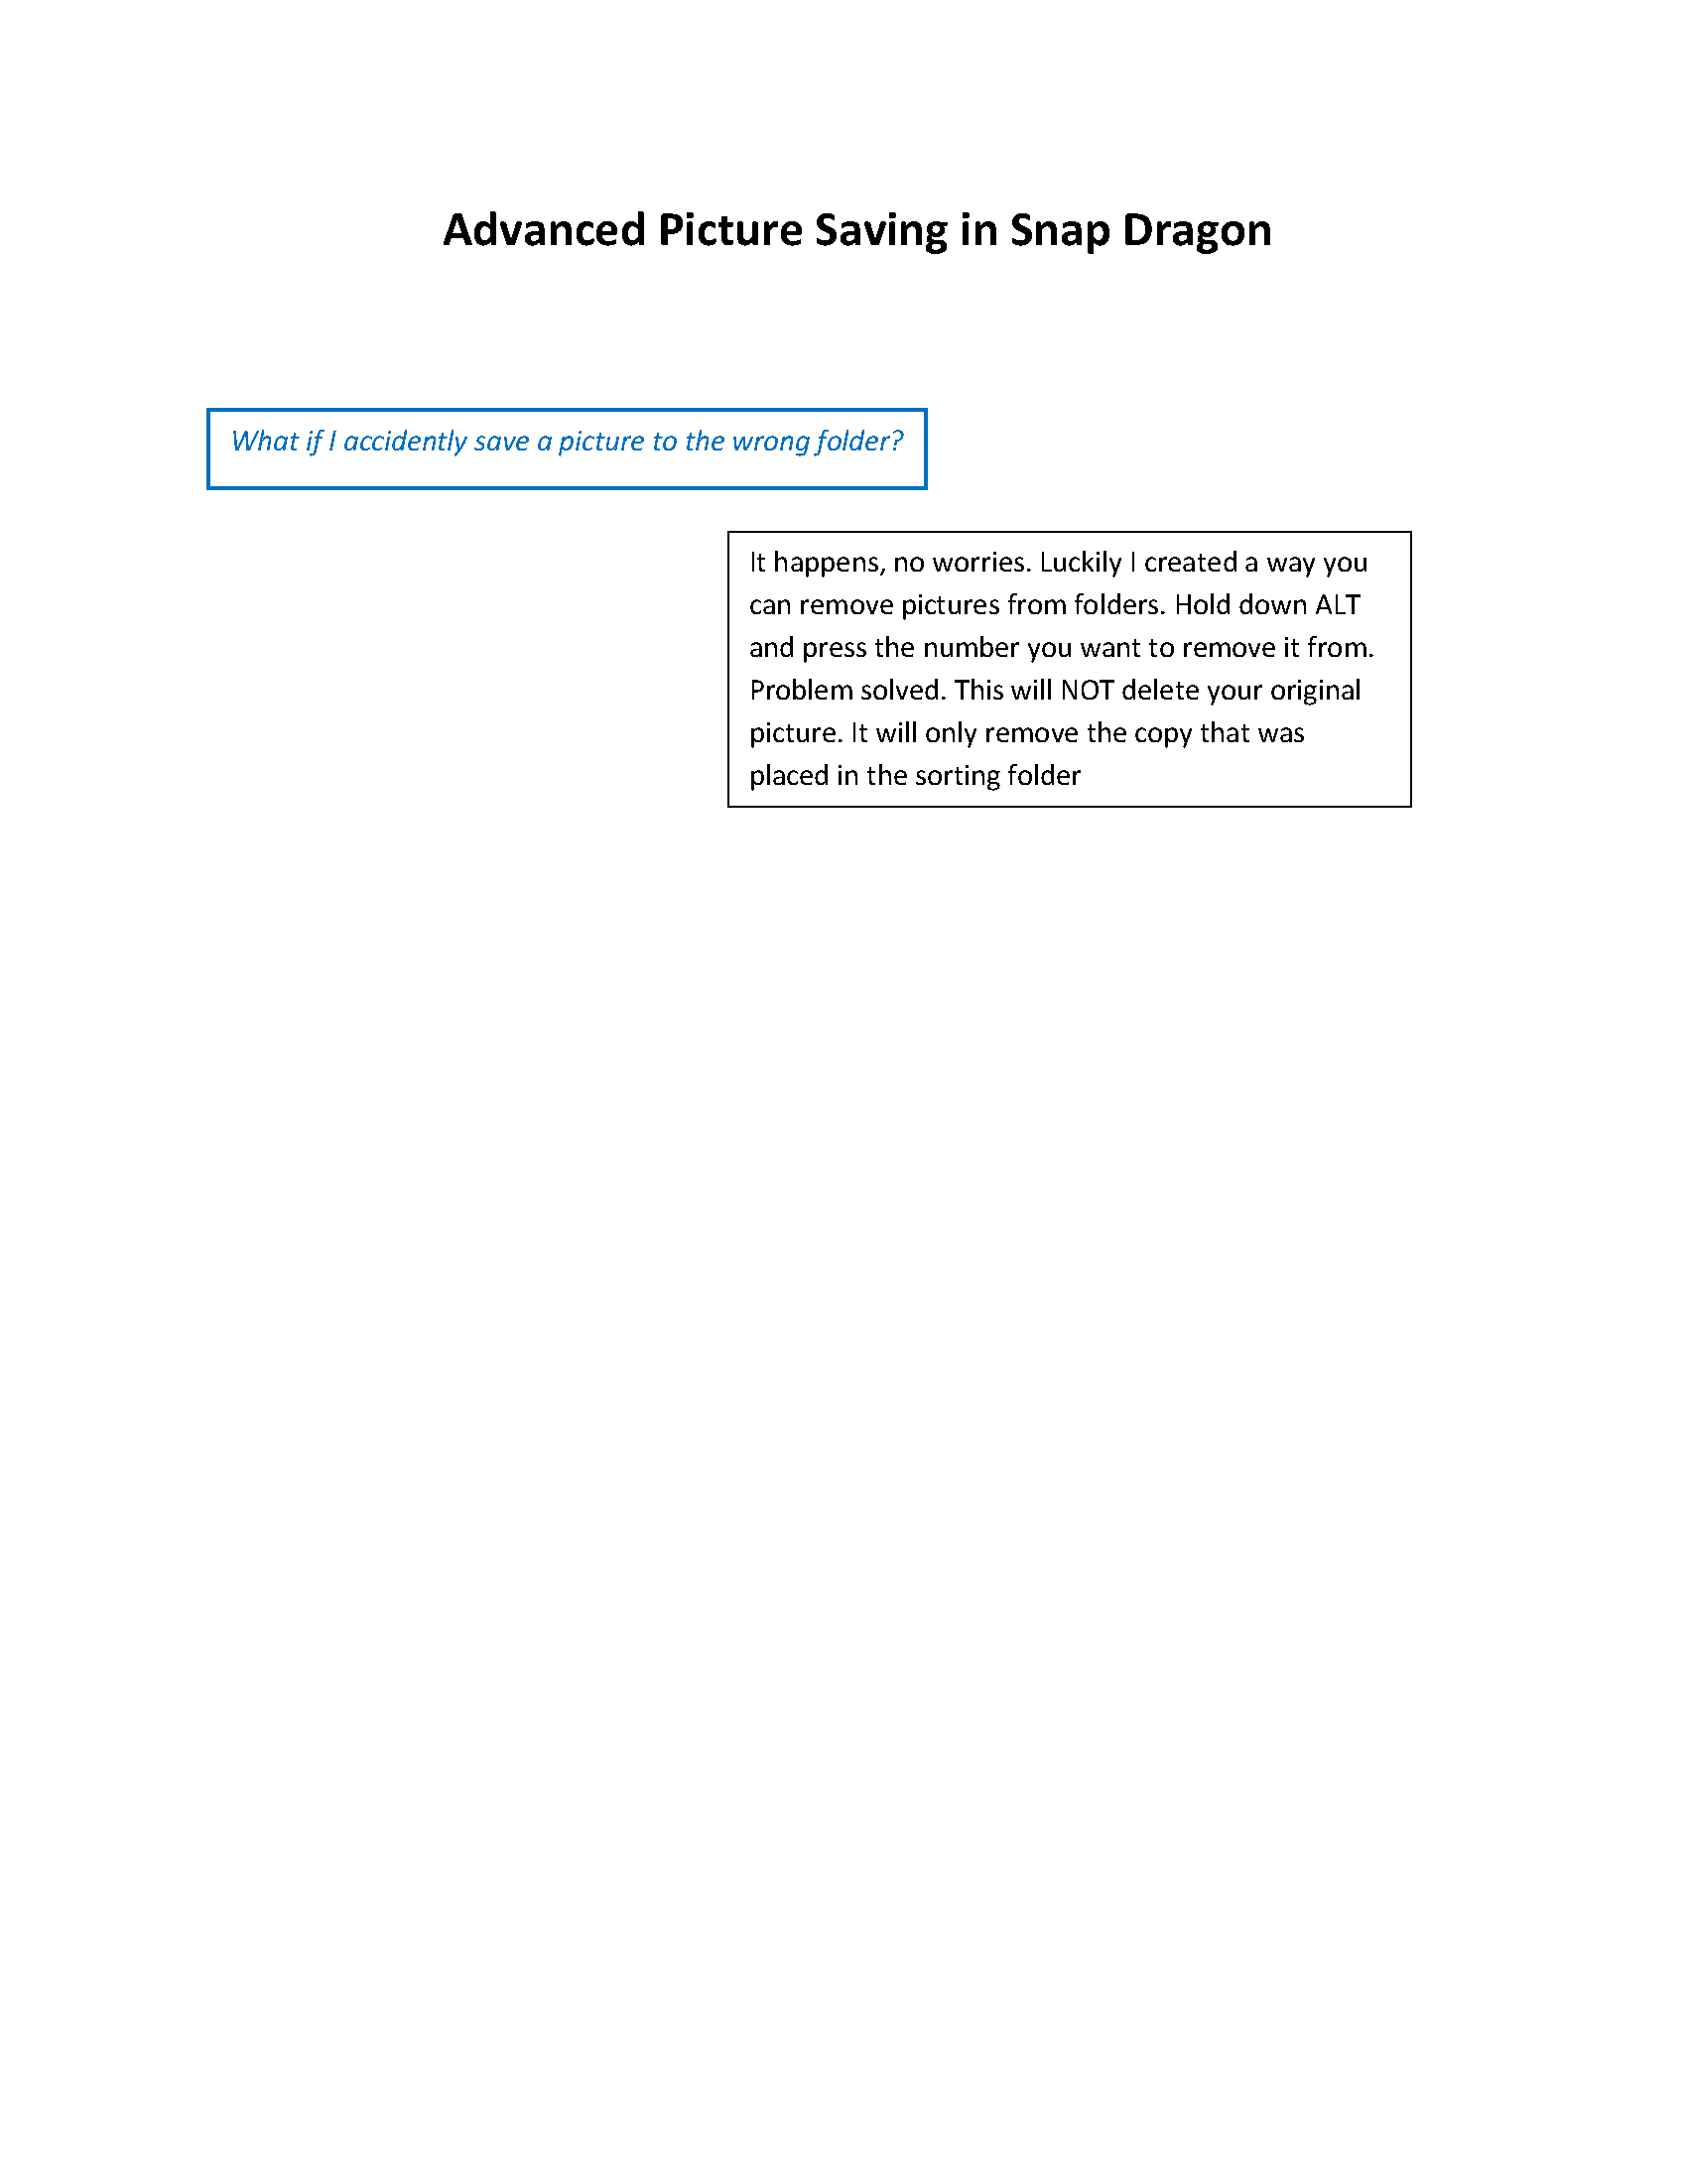 Advanced Picture Saving in Snap Dragon
What if I accidently save a picture to the wrong folder?
It happens, no worries. Luckily I created a way you
can remove pictures from folders. Hold down ALT
and press the number you want to remove it from.
Problem solved. This will NOT delete your original
picture. It will only remove the copy that was
placed in the sorting folder